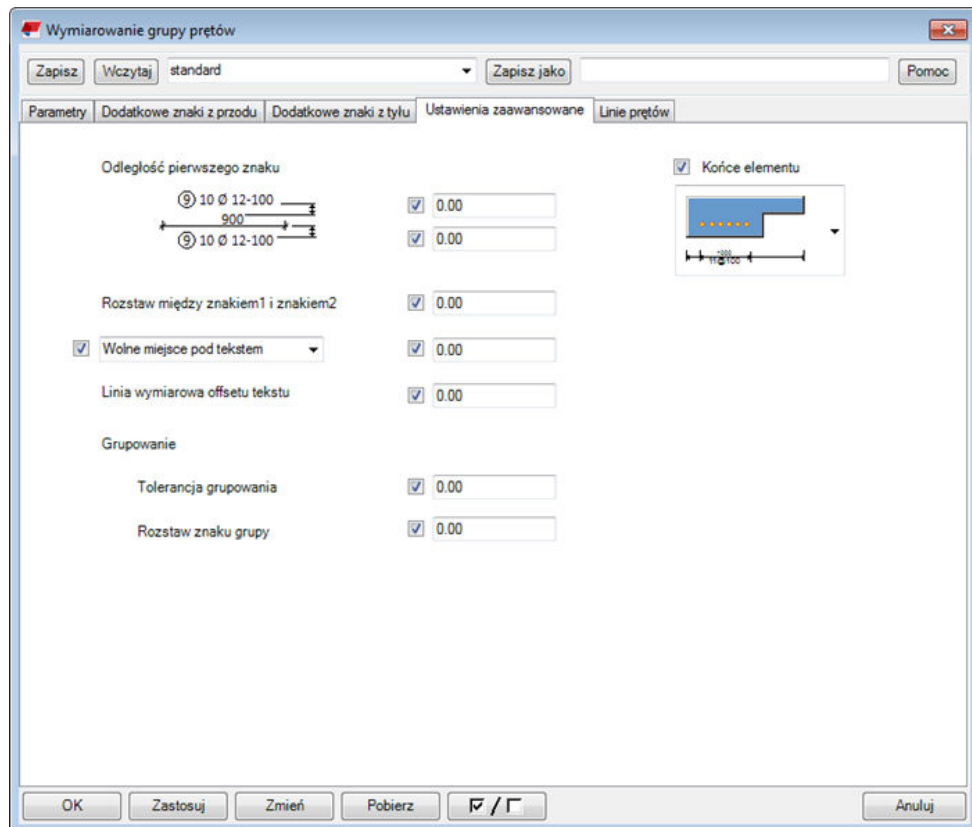 Wymiarowanie grupy prętów
Zapisz Wczytaj standard Zapisz jako Pomoc
Parametry Dodatkowe znaki z przodu Dodatkowe znaki z tyłu Ustawienia zaawansowane Linie prętów
Odległość pierwszego znaku
Końce elementu
9 10 Ø 12-100
0.00
900
9 10 Ø 12-100
0.00
11@100
Rozstaw między znakiem1 i znakiem2 0.00
Wolne miejsce pod tekstem 0.00
Linia wymiarowa offsetu tekstu 0.00
Grupowanie
Tolerancja grupowania 0.00
Rozstaw znaku grupy 0.00
OK Zastosuj Zmień Pobierz / Anuluj